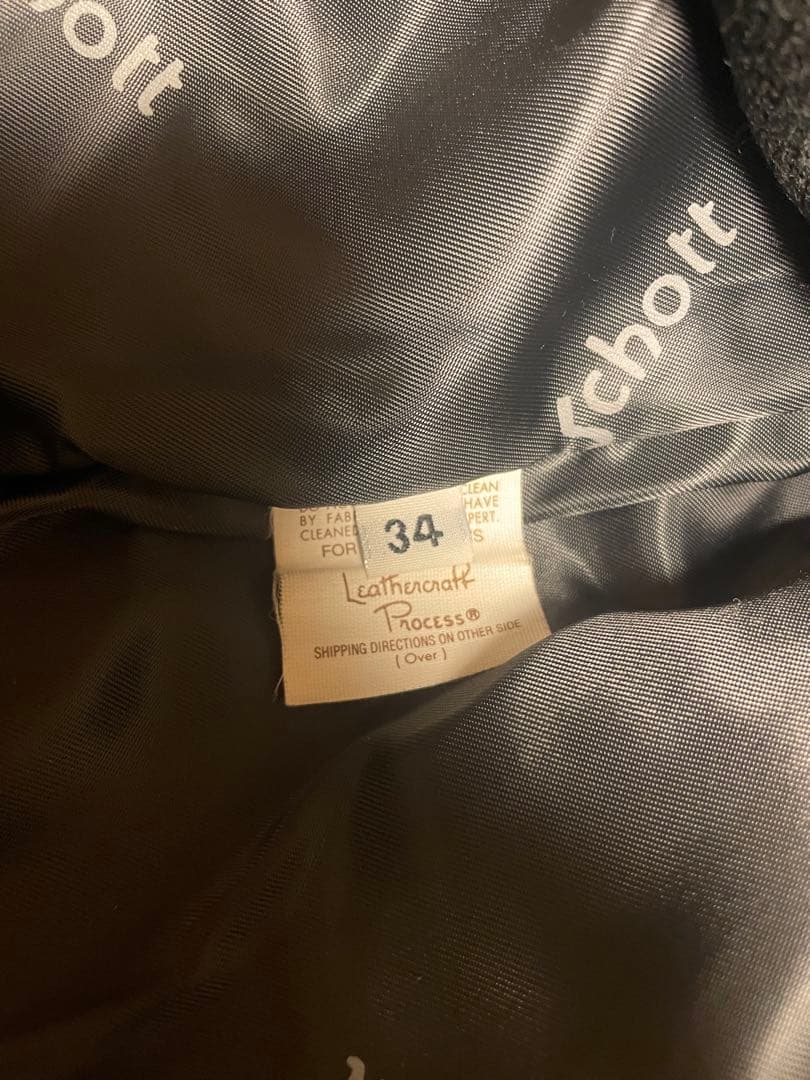 ott
Schott
CLEAN
BY FAB HAVE
CLEANE PERT.
FOR S
34
Leathercraft
Process®
SHIPPING DIRECTIONS ON OTHER SIDE
( Over )